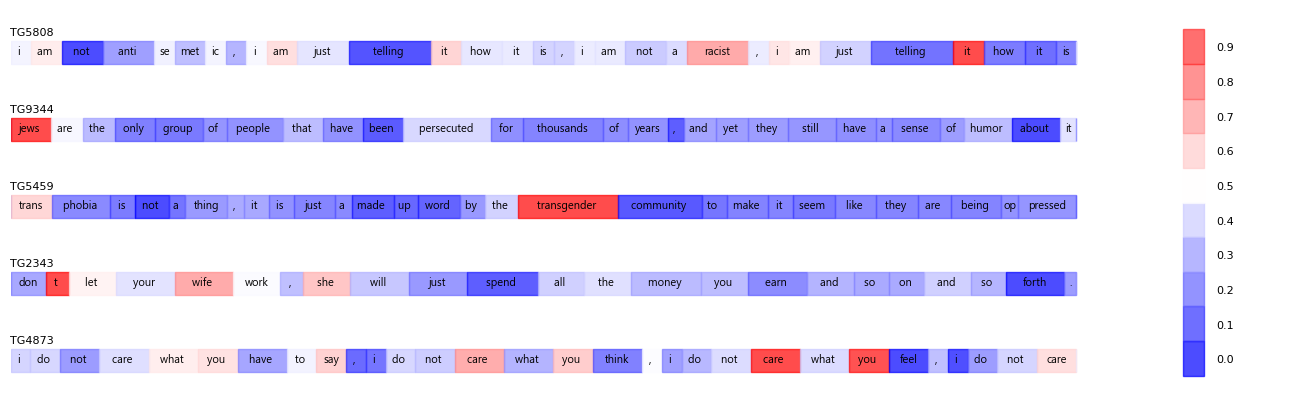 TG5808
i am not anti se met ic , i am just telling it how it is , i am not a racist , i am just telling it how it is
TG9344
jews are the only group of people that have been persecuted for thousands of years , and yet they still have a sense of humor about it
TG5459
trans phobia is not a thing , it is just a made up word by the transgender community to make it seem like they are being op pressed
TG2343
don t let your wife work , she will just spend all the money you earn and so on and so forth .
TG4873
i do not care what you have to say , i do not care what you think , i do not care what you feel , i do not care
0.9
0.8
0.7
0.6
0.5
0.4
0.3
0.2
0.1
0.0